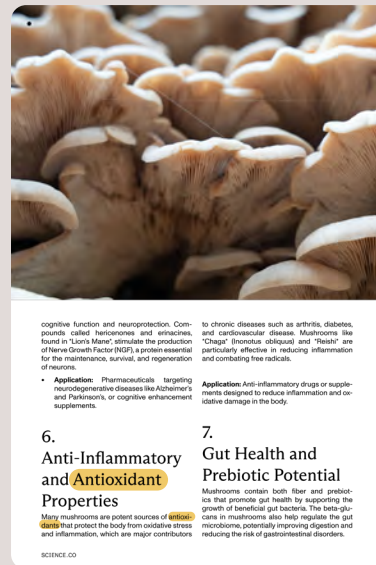 cognitive function and neuroprotection. Com-
pounds called hericenones and erinacines,
found in "Lion's Mane", stimulate the production
of Nerve Growth Factor (NGF), a protein essential
for the maintenance, survival, and regeneration
of neurons.
• Application: Pharmaceuticals targeting
neurodegenerative diseases like Alzheimer's
and Parkinson's, or cognitive enhancement
supplements.
6.
Anti-Inflammatory
and Antioxidant
Properties
Many mushrooms are potent sources of antioxi-
dants that protect the body from oxidative stress
and inflammation, which are major contributors
to chronic diseases such as arthritis, diabetes,
and cardiovascular disease. Mushrooms like
"Chaga" (Inonotus obliquus) and "Reishi" are
particularly effective in reducing inflammation
and combating free radicals.
Application: Anti-inflammatory drugs or supple-
ments designed to reduce inflammation and ox-
idative damage in the body.
7.
Gut Health and
Prebiotic Potential
Mushrooms contain both fiber and prebiot-
ics that promote gut health by supporting the
growth of beneficial gut bacteria. The beta-glu-
cans in mushrooms also help regulate the gut
microbiome, potentially improving digestion and
reducing the risk of gastrointestinal disorders.
SCIENCE.CO